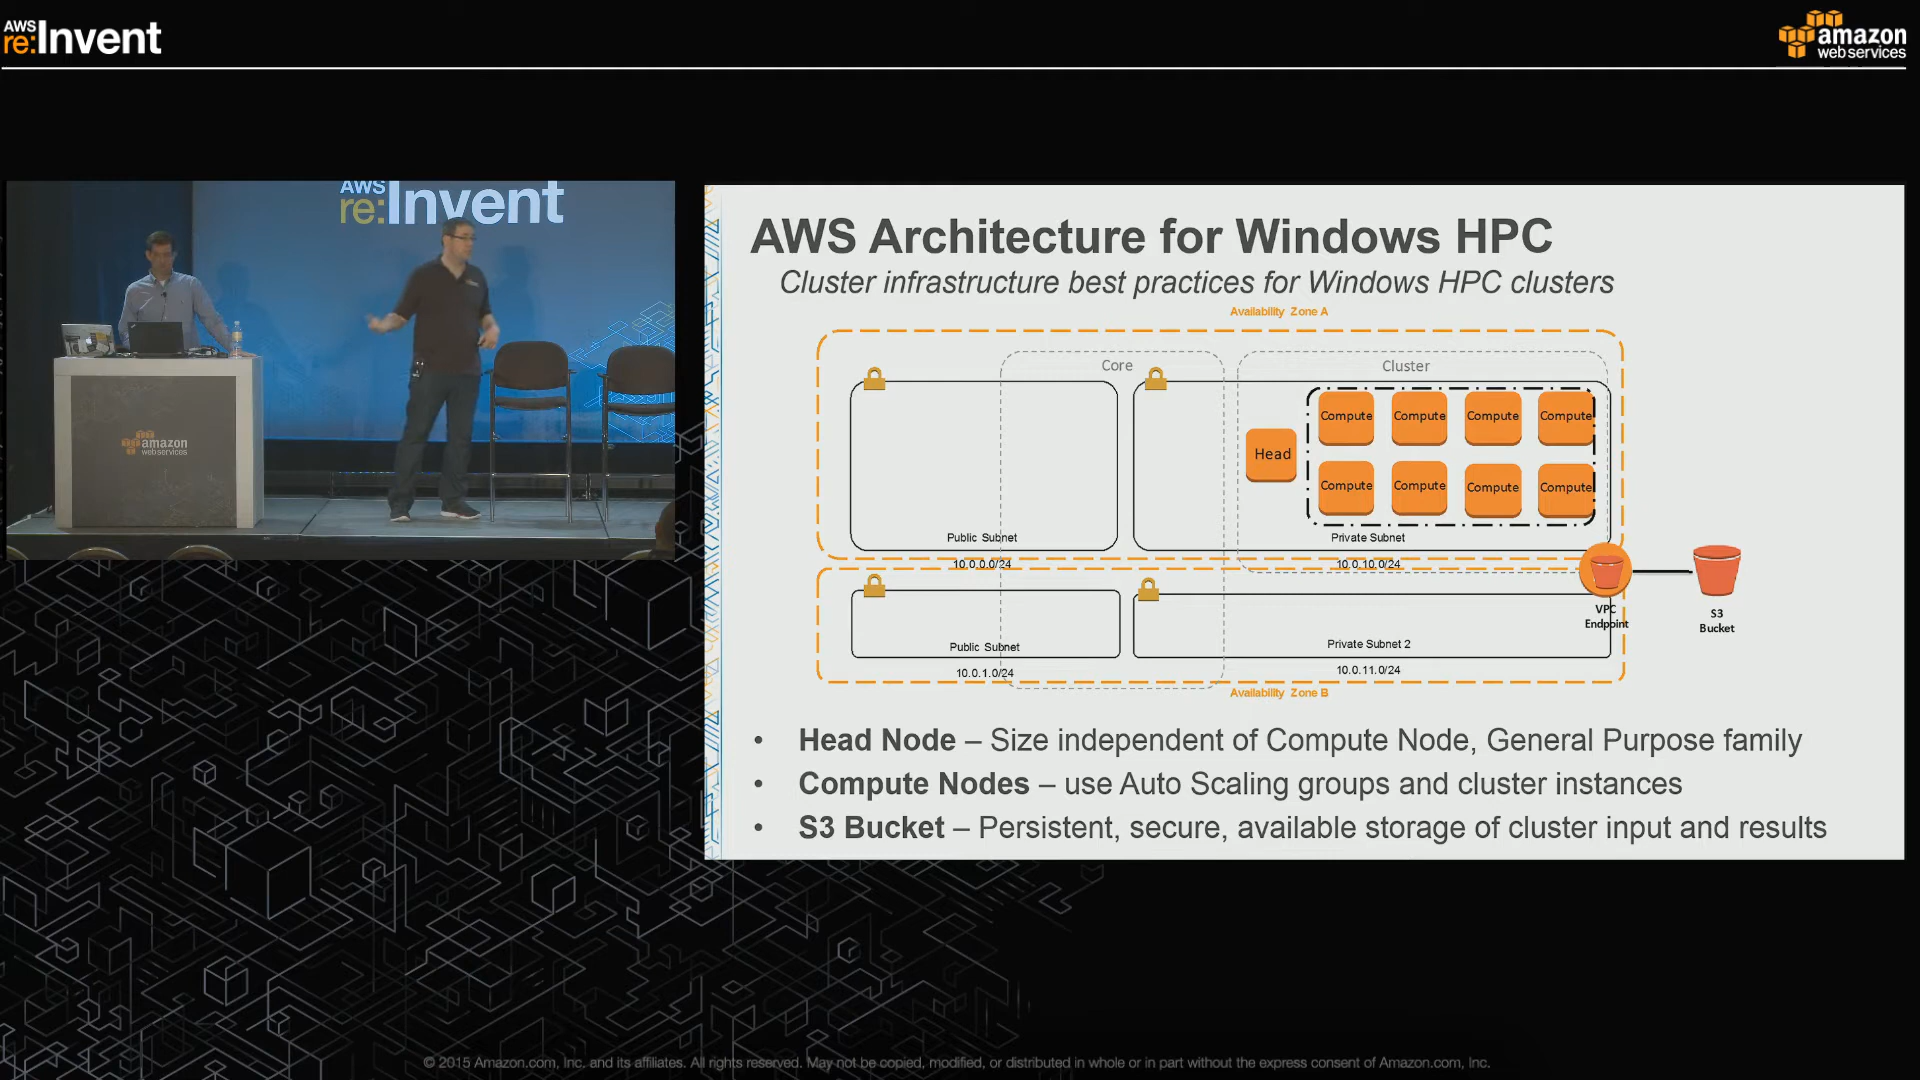 AWS
re:Invent
amazon
web services
AWS
re:Invent
amazon
web services
AWS Architecture for Windows HPC
Cluster infrastructure best practices for Windows HPC clusters
Availability Zone A
Core
Cluster
Compute Compute Compute Compute
Head
Compute Compute Compute Compute
Public Subnet
Private Subnet
10.0.0.0/24
10.0.10.0/24
VPC
Endpoint
S3
Bucket
Public Subnet
Private Subnet 2
10.0.1.0/24
10.0.11.0/24
Availability Zone B
• Head Node – Size independent of Compute Node, General Purpose family
• Compute Nodes – use Auto Scaling groups and cluster instances
• S3 Bucket – Persistent, secure, available storage of cluster input and results
© 2015 Amazon.com, Inc. and its affiliates. All rights reserved. May not be copied, modified, or distributed in whole or in part without the express consent of Amazon.com, Inc.